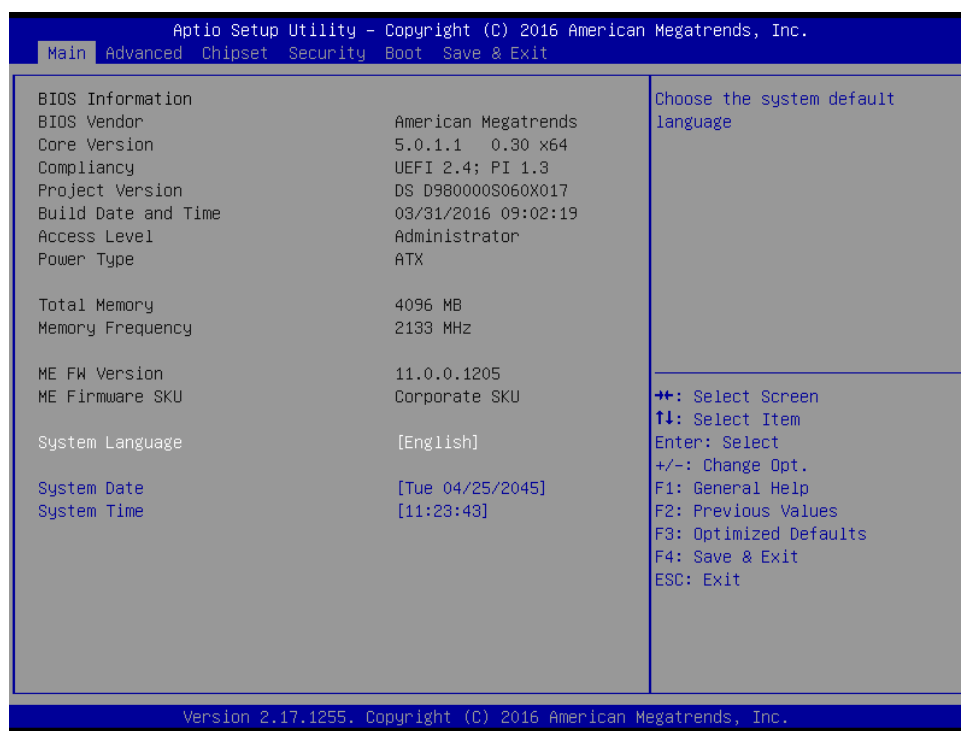 Aptio Setup Utility – Copyright (C) 2016 American Megatrends, Inc.
Main Advanced Chipset Security Boot Save & Exit
BIOS Information
BIOS Vendor American Megatrends
Core Version 5.0.1.1 0.30 x64
Compliancy UEFI 2.4; PI 1.3
Project Version DS D980000S060X017
Build Date and Time 03/31/2016 09:02:19
Access Level Administrator
Power Type ATX
Total Memory 4096 MB
Memory Frequency 2133 MHz
ME FW Version 11.0.0.1205
ME Firmware SKU Corporate SKU
System Language [English]
System Date [Tue 04/25/2045]
System Time [11:23:43]
Choose the system default
language
→←: Select Screen
↑↓: Select Item
Enter: Select
+/-: Change Opt.
F1: General Help
F2: Previous Values
F3: Optimized Defaults
F4: Save & Exit
ESC: Exit
Version 2.17.1255. Copyright (C) 2016 American Megatrends, Inc.